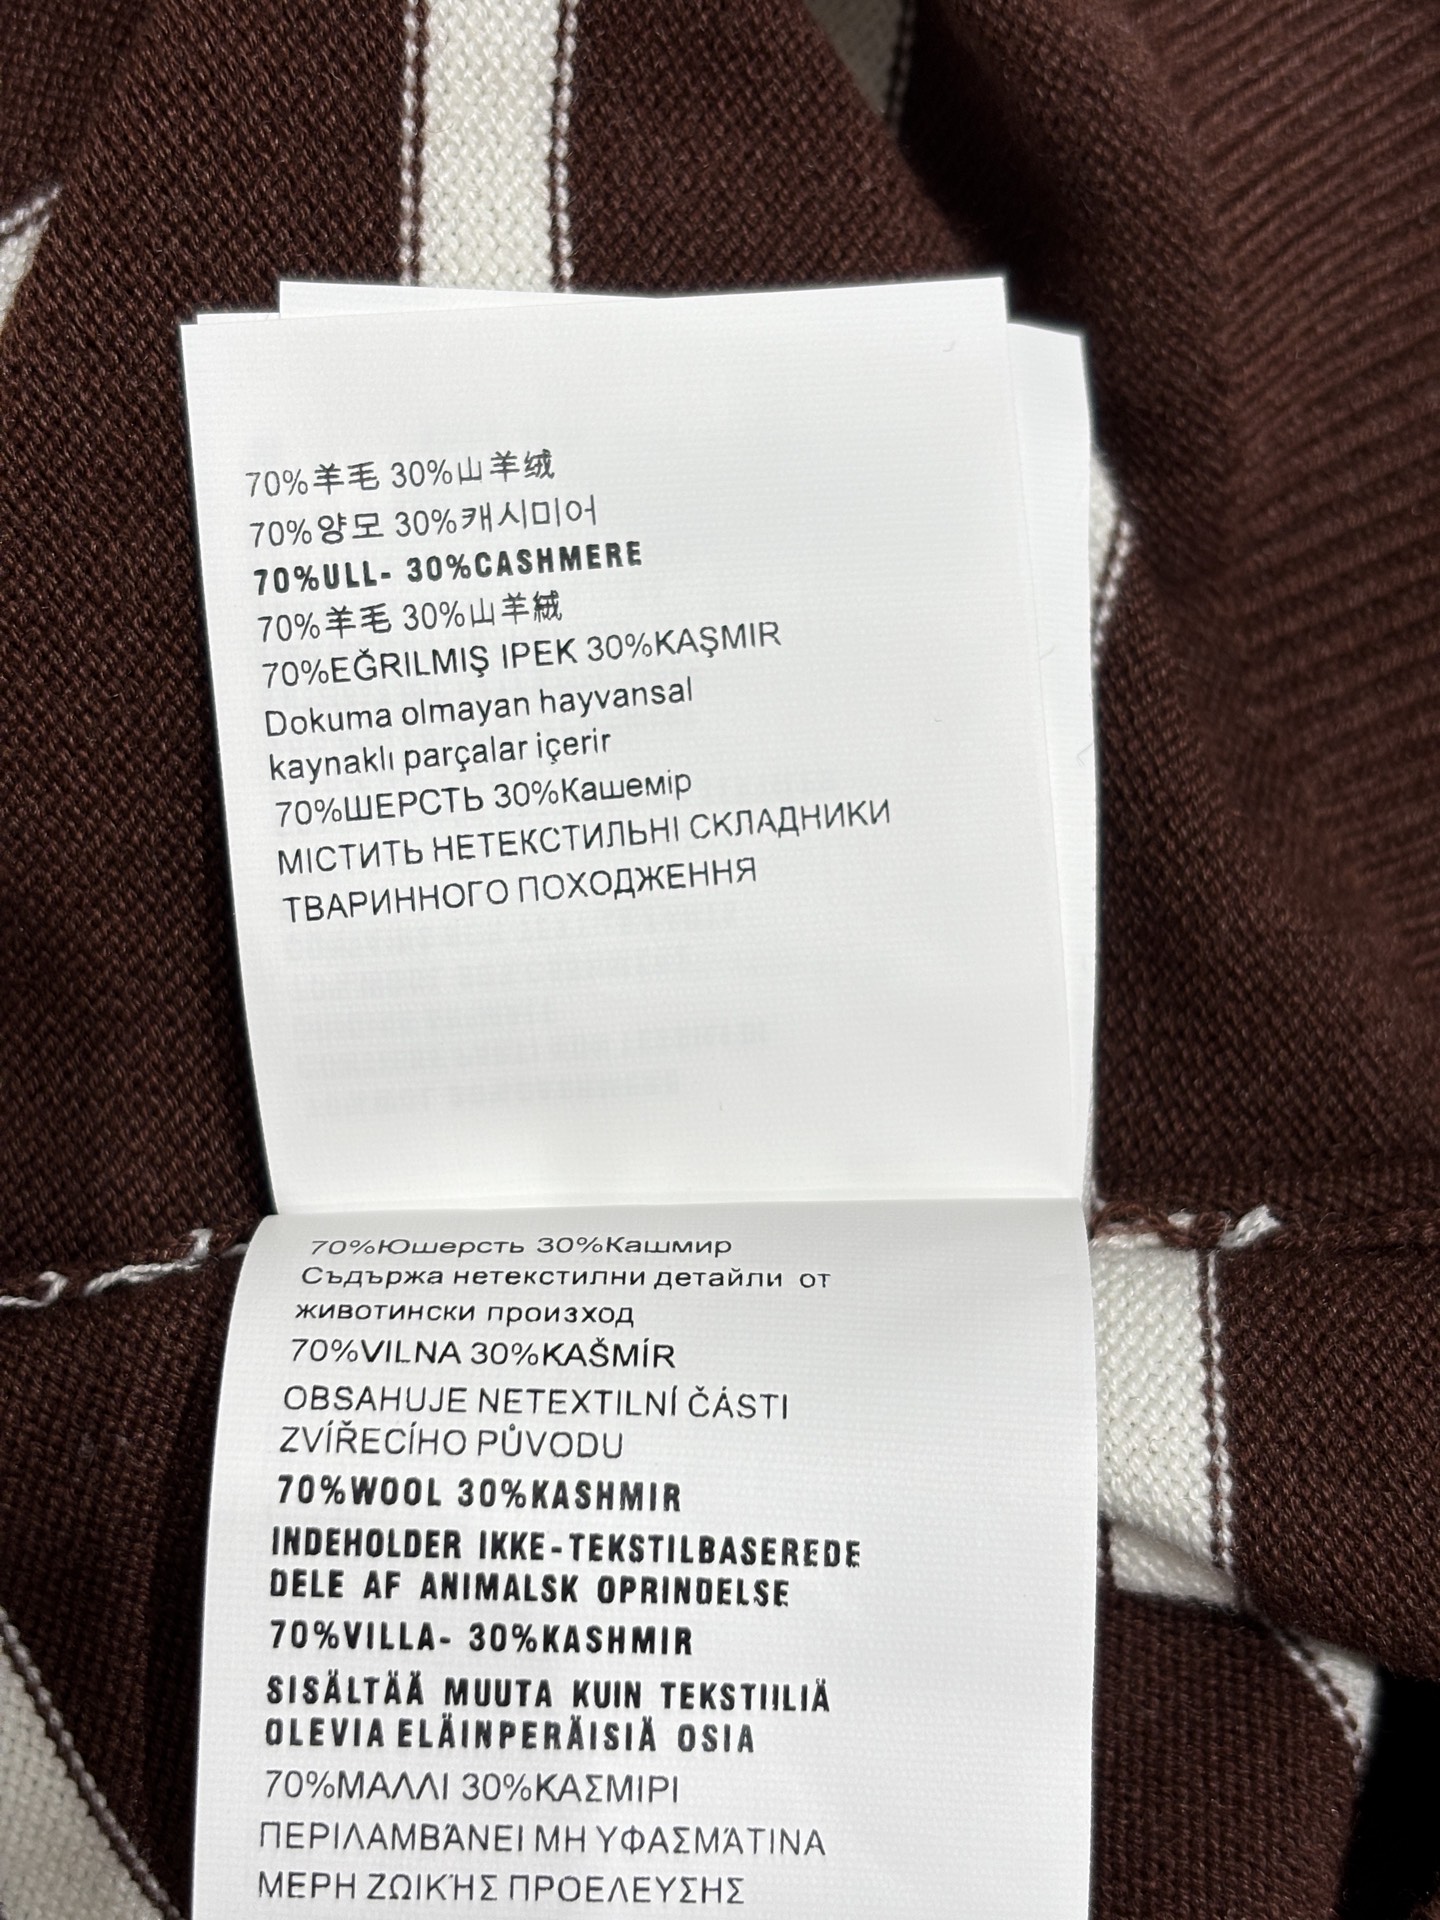 70%羊毛 30%山羊绒
70%양모 30%캐시미어
70%ULL- 30%CASHMERE
70%羊毛 30%山羊絨
70%EĞRILMIŞ IPEK 30%KAŞMIR
Dokuma olmayan hayvansal
kaynaklı parçalar içerir
70%ШЕРСТЬ 30%Кашемір
МІСТИТЬ НЕТЕКСТИЛЬНІ СКЛАДНИКИ
ТВАРИННОГО ПОХОДЖЕННЯ
70%Юшерсть 30%Кашмир
Съдържа нетекстилни детайли от
животински произход
70%VILNA 30%KAŠMÍR
OBSAHUJE NETEXTILNÍ ČÁSTI
ZVÍŘECÍHO PŮVODU
70%WOOL 30%KASHMIR
INDEHOLDER IKKE-TEKSTILBASEREDE
DELE AF ANIMALSK OPRINDELSE
70%VILLA- 30%KASHMIR
SISÄLTÄÄ MUUTA KUIN TEKSTIILIÄ
OLEVIA ELÄINPERÄISIÄ OSIA
70%ΜΑΛΛΙ 30%ΚΑΣΜΙΡΙ
ΠΕΡΙΛΑΜΒΆΝΕΙ ΜΗ ΥΦΑΣΜΆΤΙΝΑ
ΜΕΡΗ ΖΩΙΚΉΣ ΠΡΟΕΛΕΥΣΗΣ